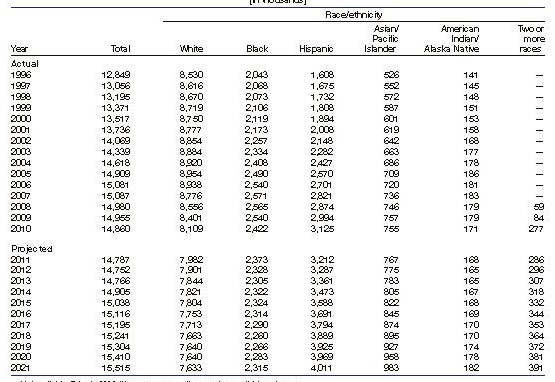 [In thousands]
Race/ethnicity
Year Total White Black Hispanic Asian/ Pacific Islander American Indian/ Alaska Native Two or more races
Actual
1996 12,849 8,530 2,043 1,608 526 141 —
1997 13,056 8,616 2,068 1,675 552 145 —
1998 13,195 8,670 2,073 1,732 572 148 —
1999 13,371 8,719 2,106 1,808 587 151 —
2000 13,517 8,750 2,119 1,894 601 153 —
2001 13,736 8,777 2,173 2,008 619 158 —
2002 14,069 8,854 2,257 2,148 642 168 —
2003 14,339 8,884 2,334 2,282 663 177 —
2004 14,618 8,920 2,408 2,427 686 178 —
2005 14,909 8,954 2,490 2,570 709 186 —
2006 15,081 8,938 2,540 2,701 720 181 —
2007 15,087 8,776 2,571 2,821 736 183 —
2008 14,980 8,556 2,565 2,874 746 179 59
2009 14,955 8,401 2,540 2,994 757 179 84
2010 14,860 8,109 2,422 3,125 755 171 277
Projected
2011 14,787 7,982 2,373 3,212 767 168 286
2012 14,752 7,901 2,328 3,287 775 165 296
2013 14,766 7,844 2,305 3,361 783 165 307
2014 14,905 7,821 2,322 3,473 805 167 318
2015 15,038 7,804 2,324 3,588 822 168 332
2016 15,116 7,753 2,314 3,691 845 169 344
2017 15,195 7,713 2,290 3,794 874 170 353
2018 15,241 7,663 2,260 3,889 895 170 364
2019 15,304 7,640 2,266 3,925 927 174 372
2020 15,410 7,640 2,283 3,969 958 178 381
2021 15,515 7,633 2,315 4,011 983 182 391